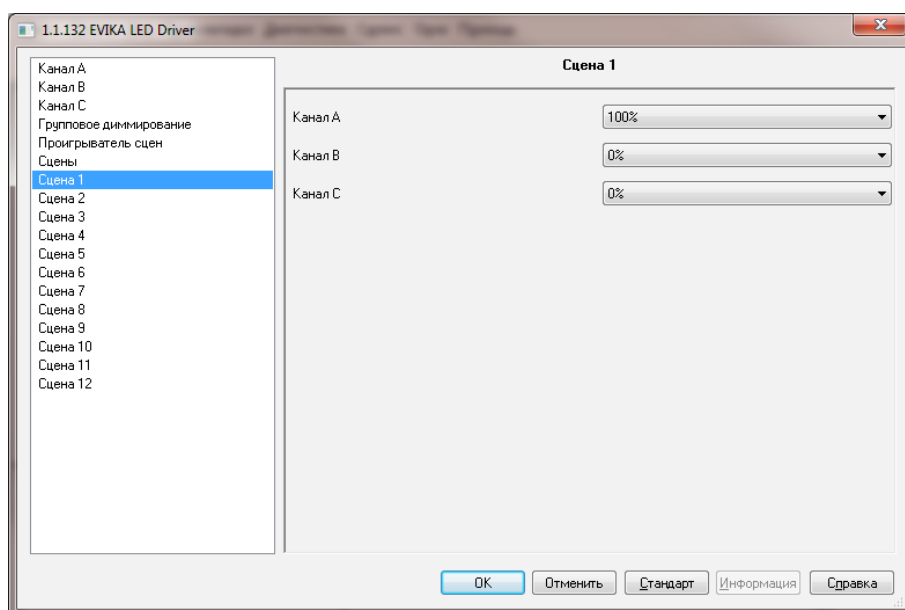 1.1.132 EVIKA LED Driver
Канал A
Канал B
Канал C
Групповое диммирование
Проигрыватель сцен
Сцены
Сцена 1
Сцена 2
Сцена 3
Сцена 4
Сцена 5
Сцена 6
Сцена 7
Сцена 8
Сцена 9
Сцена 10
Сцена 11
Сцена 12
Сцена 1
Канал A 100%
Канал B 0%
Канал C 0%
OK Отменить Стандарт Информация Справка